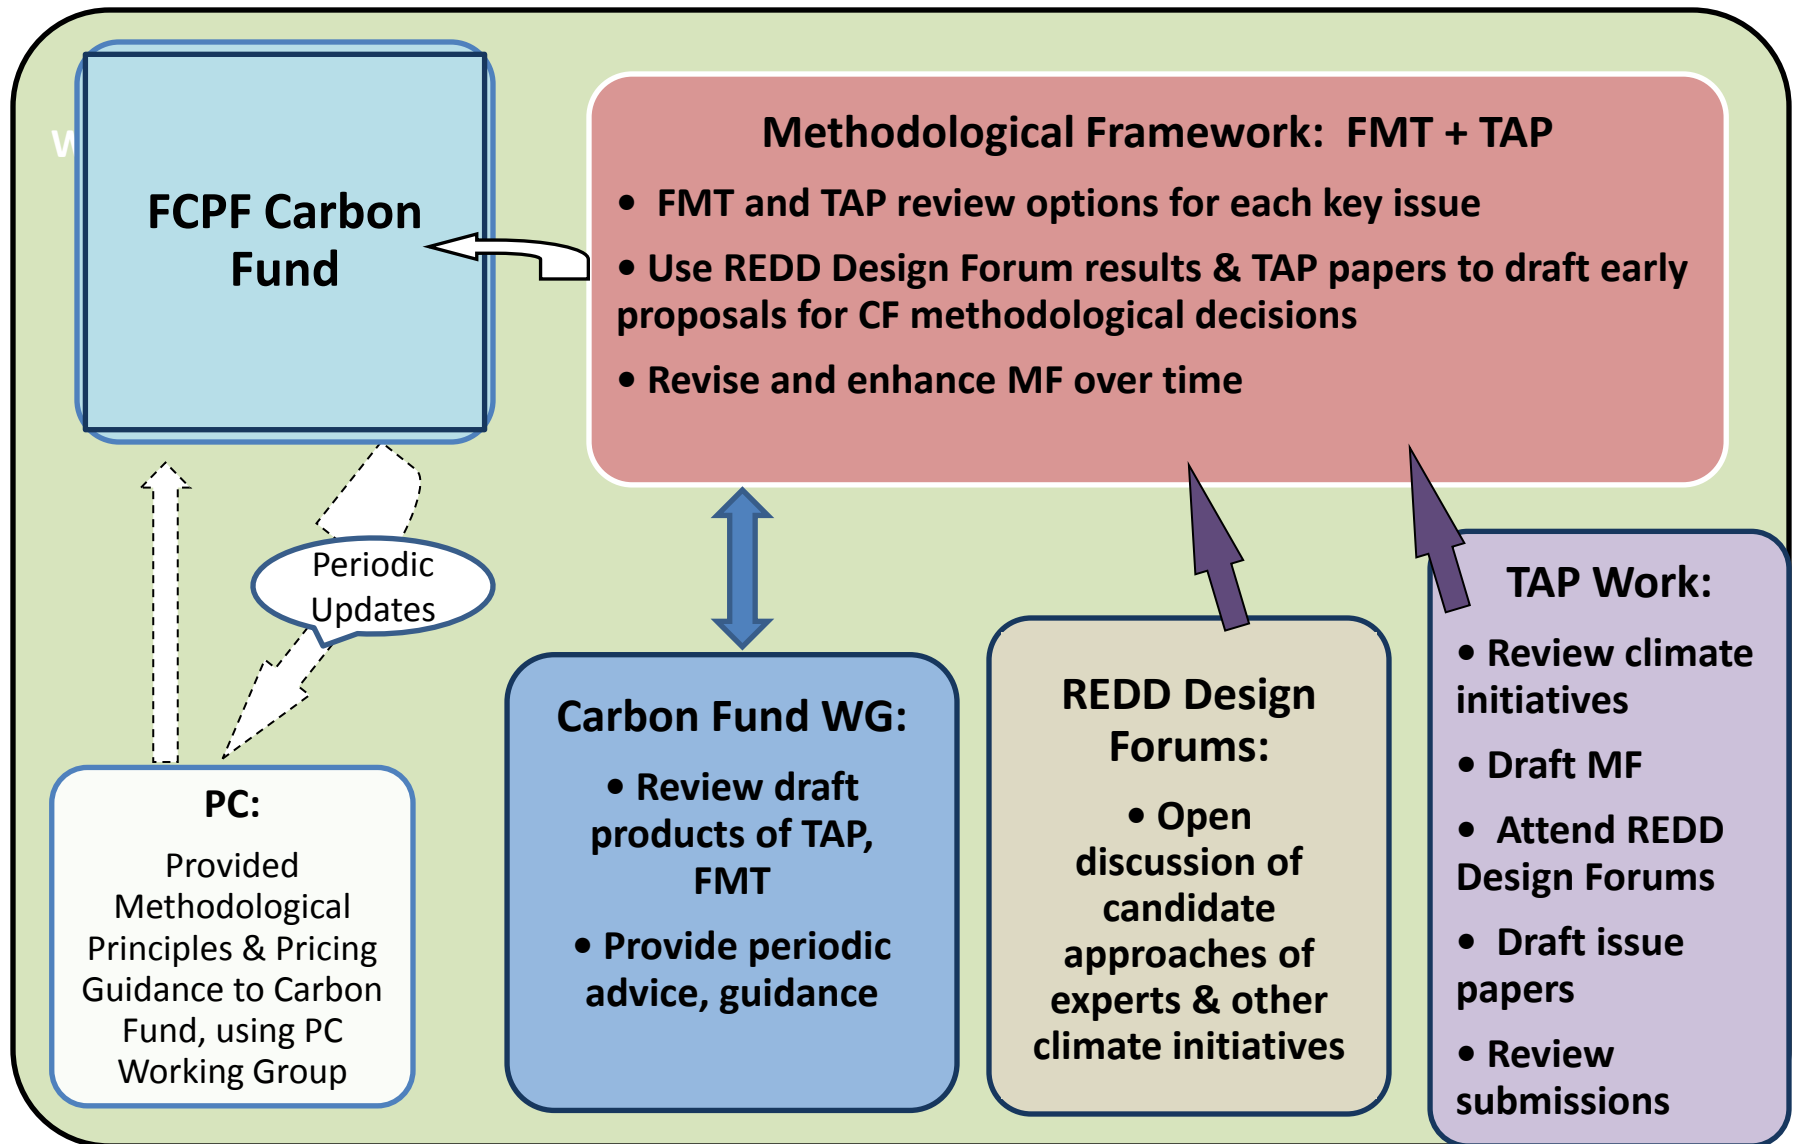 FCPF Carbon
Fund
Methodological Framework:  FMT + TAP
•  FMT and TAP review options for each key issue
• Use REDD Design Forum results & TAP papers to draft early
proposals for CF methodological decisions
• Revise and enhance MF over time
Periodic
Updates
PC:
Provided
Methodological
Principles & Pricing
Guidance to Carbon
Fund, using PC
Working Group
Carbon Fund WG:
• Review draft
products of TAP,
FMT
• Provide periodic
advice, guidance
REDD Design
Forums:
• Open
discussion of
candidate
approaches of
experts & other
climate initiatives
TAP Work:
• Review climate
initiatives
• Draft MF
•  Attend REDD
Design Forums
•  Draft issue
papers
• Review
submissions